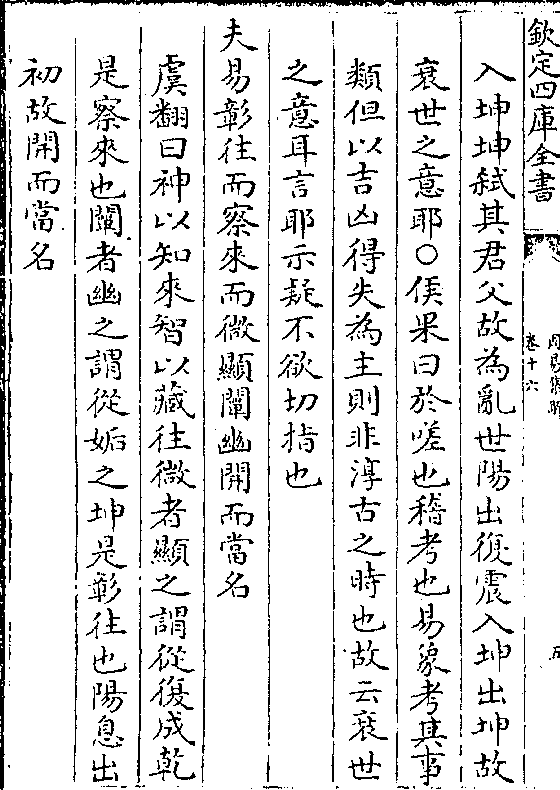 欽定四庫全書
卷十六
入坤坤弒其君父故為亂世陽出復震入坤出坤故
衰世之意耶○侯果曰於嗟也稽考也易象考其事
類但以吉凶得失為主則非淳古之時也故云衰世
之意耳言耶示疑不欲切指也
夫易彰往而察來而微顯闡幽開而當名
虞翻曰神以知來智以藏往微者顯之謂從復成乾
是察來也闡者幽之謂從姤之坤是彰往也陽息出
初故開而當名